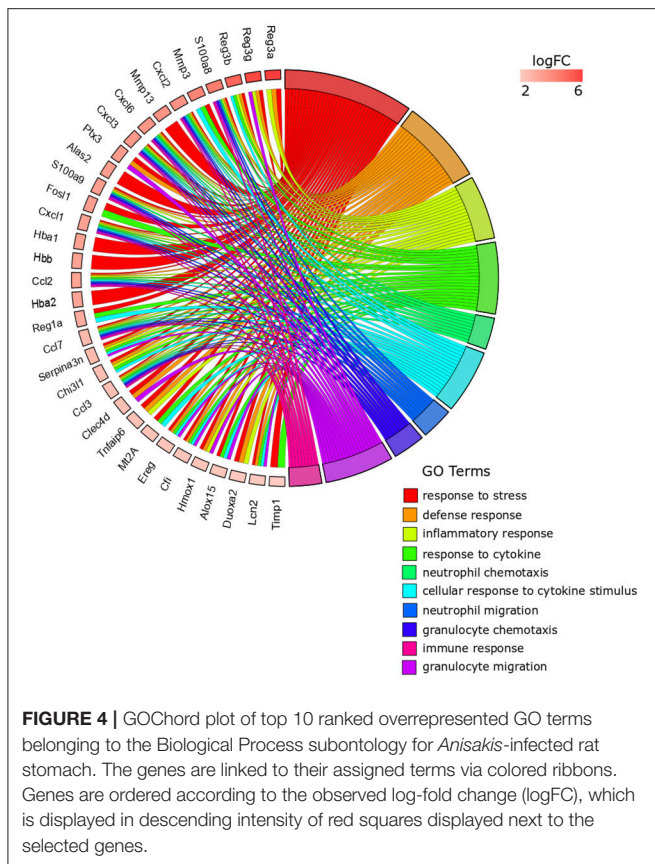 Reg3a
Reg3g
Reg3b
S100a8
Mmp3
Cxcl2
Mmp13
Cxcl6
Cxcl3
Ptx3
Alas2
S100a9
Fosl1
Cxcl1
Hba1
Hbb
Ccl2
Hba2
Reg1a
Ccl7
Serpina3n
Chi3l1
Ccl3
Clec4d
Tnfaip6
Mt2A
Ereg
Cfi
Hmox1
Alox15
Duoxa2
Lcn2
Timp1
logFC
2 6
GO Terms
response to stress
defense response
inflammatory response
response to cytokine
neutrophil chemotaxis
cellular response to cytokine stimulus
neutrophil migration
granulocyte chemotaxis
immune response
granulocyte migration
FIGURE 4 | GOChord plot of top 10 ranked overrepresented GO terms
belonging to the Biological Process subontology for Anisakis-infected rat
stomach. The genes are linked to their assigned terms via colored ribbons.
Genes are ordered according to the observed log-fold change (logFC), which
is displayed in descending intensity of red squares displayed next to the
selected genes.